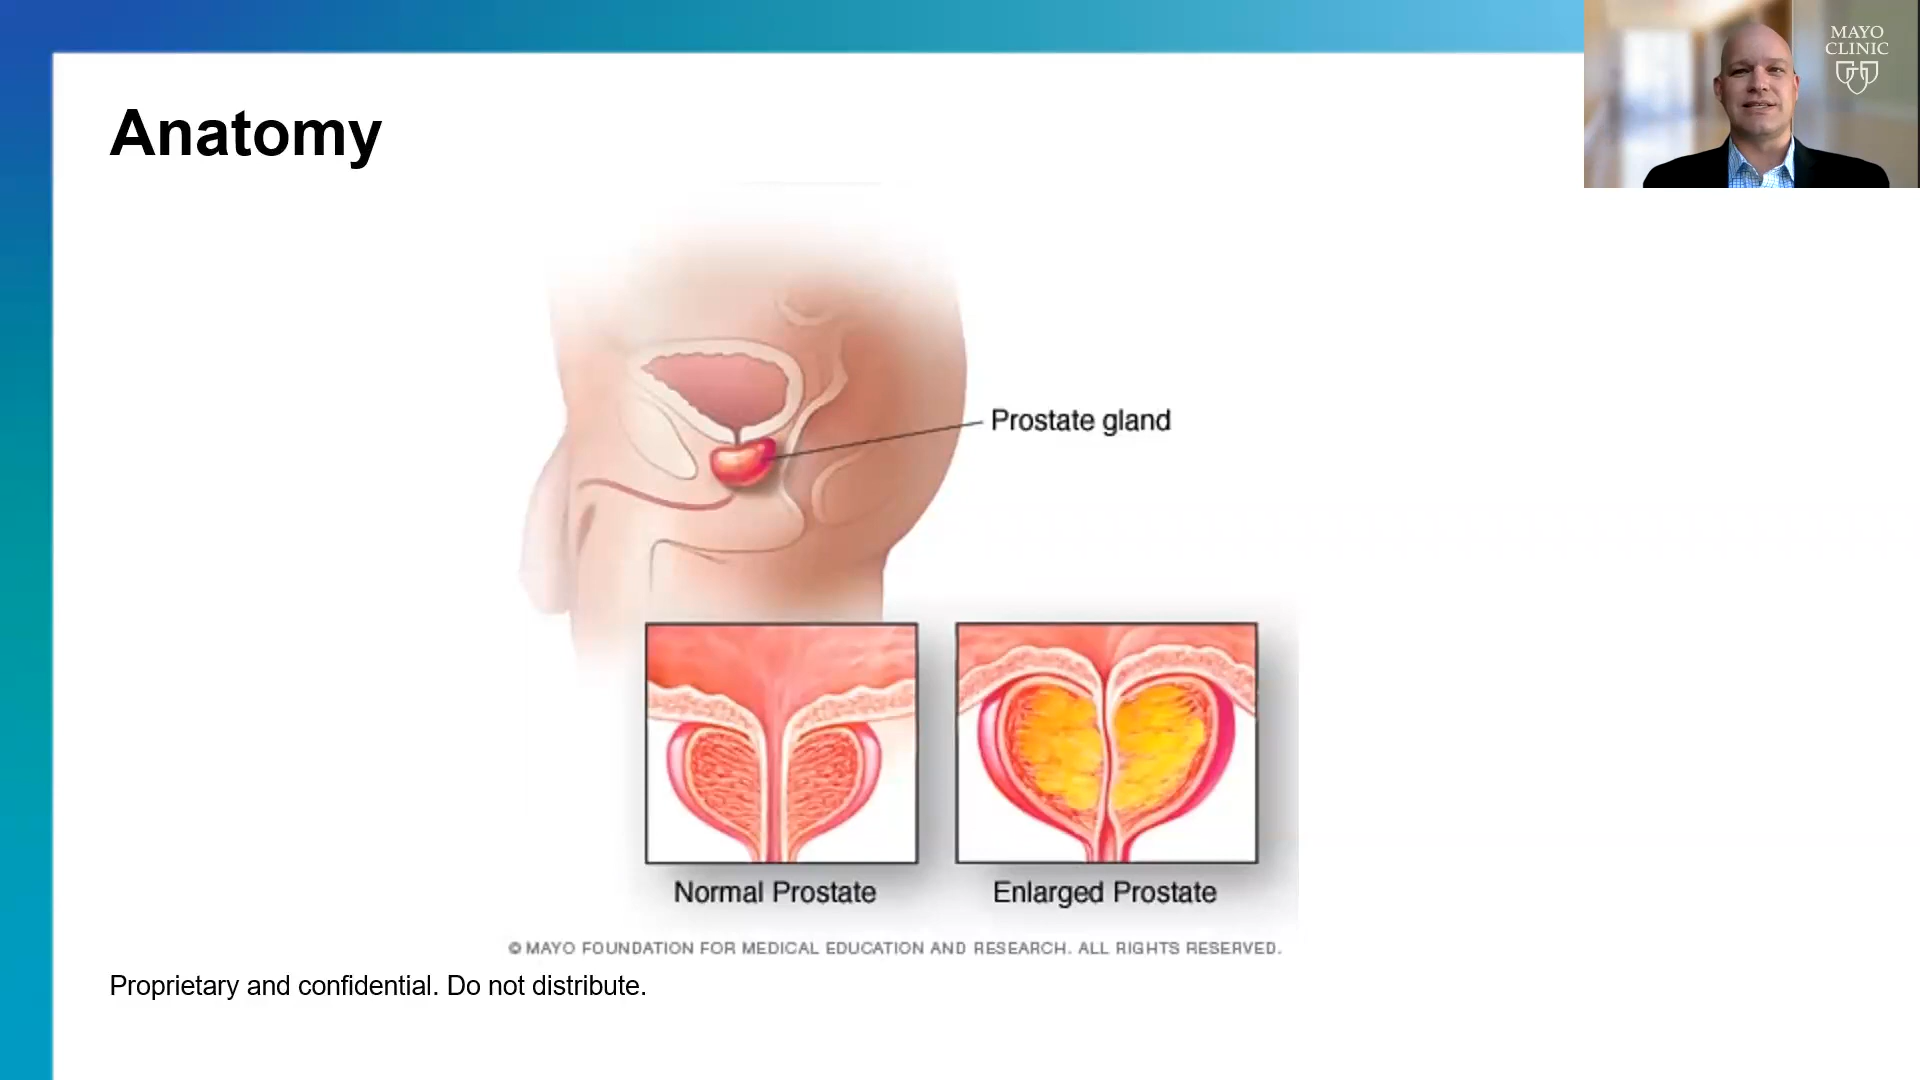 MAYO
CLINIC
Anatomy
Prostate gland
Normal Prostate
Enlarged Prostate
© MAYO FOUNDATION FOR MEDICAL EDUCATION AND RESEARCH. ALL RIGHTS RESERVED.
Proprietary and confidential. Do not distribute.